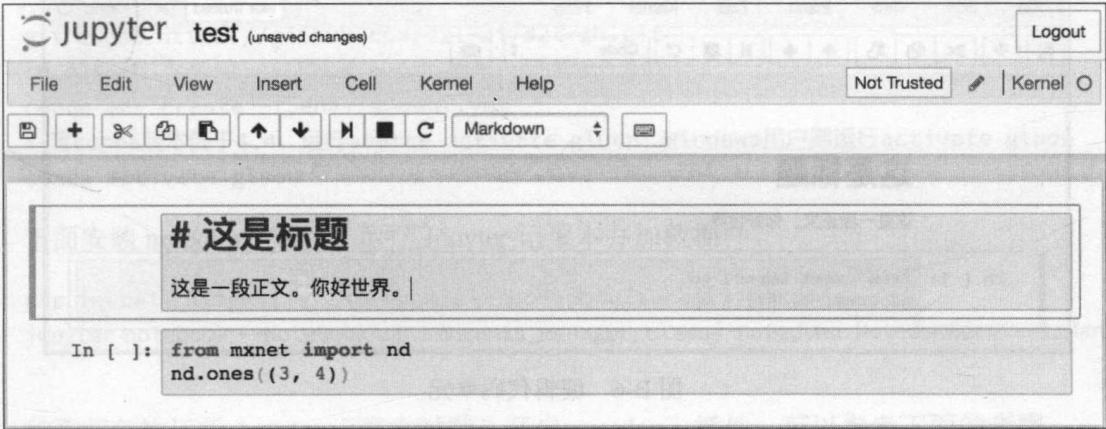 jupyter test (unsaved changes) Logout
File Edit View Insert Cell Kernel Help Not Trusted Kernel
Markdown
# 这是标题
这是一段正文。你好世界。
In [ ]: from mxnet import nd
nd.ones((3, 4))